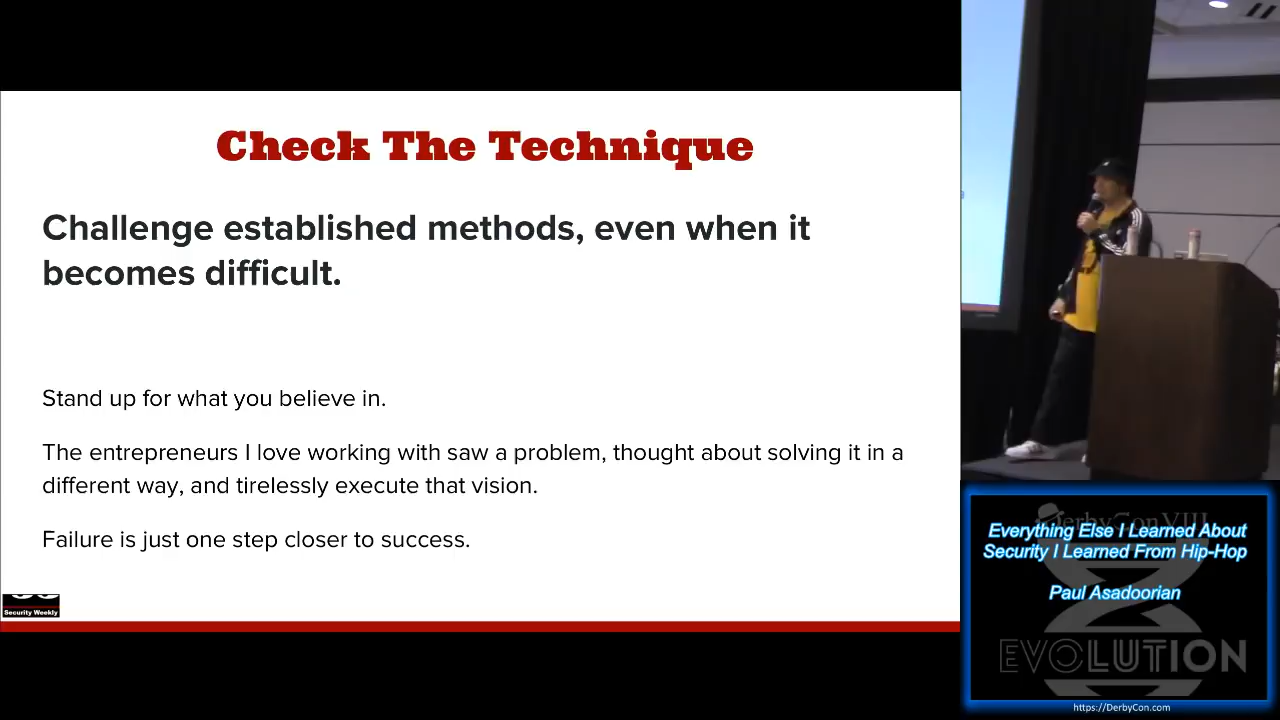 Check The Technique
Challenge established methods, even when it
becomes difficult.
Stand up for what you believe in.
The entrepreneurs I love working with saw a problem, thought about solving it in a
different way, and tirelessly execute that vision.
Failure is just one step closer to success.
Security Weekly
DerbyCon VIII
Everything Else I Learned About
Security I Learned From Hip-Hop
Paul Asadoorian
EVOLUTION
https://DerbyCon.com